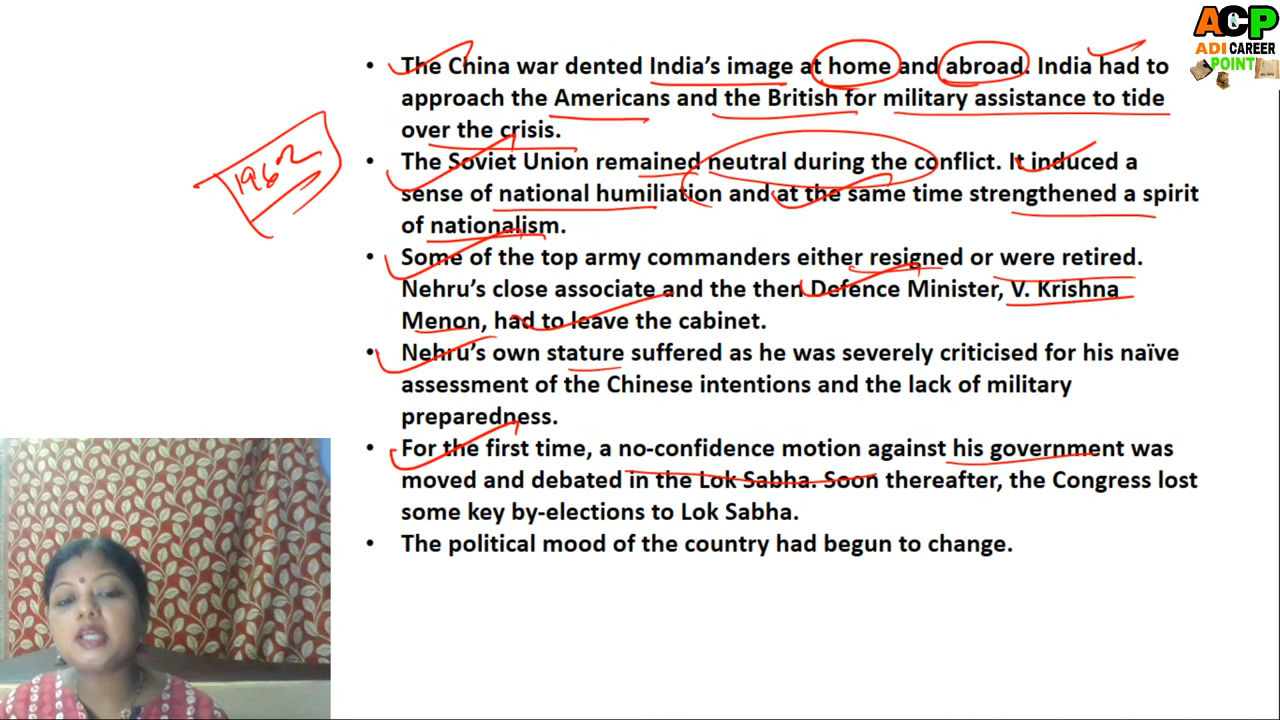 ACP
ADI CAREER
POINT
• The China war dented India's image at home and abroad. India had to
approach the Americans and the British for military assistance to tide
over the crisis.
1962
• The Soviet Union remained neutral during the conflict. It induced a
sense of national humiliation and at the same time strengthened a spirit
of nationalism.
• Some of the top army commanders either resigned or were retired.
Nehru's close associate and the then Defence Minister, V. Krishna
Menon, had to leave the cabinet.
• Nehru's own stature suffered as he was severely criticised for his naïve
assessment of the Chinese intentions and the lack of military
preparedness.
• For the first time, a no-confidence motion against his government was
moved and debated in the Lok Sabha. Soon thereafter, the Congress lost
some key by-elections to Lok Sabha.
• The political mood of the country had begun to change.